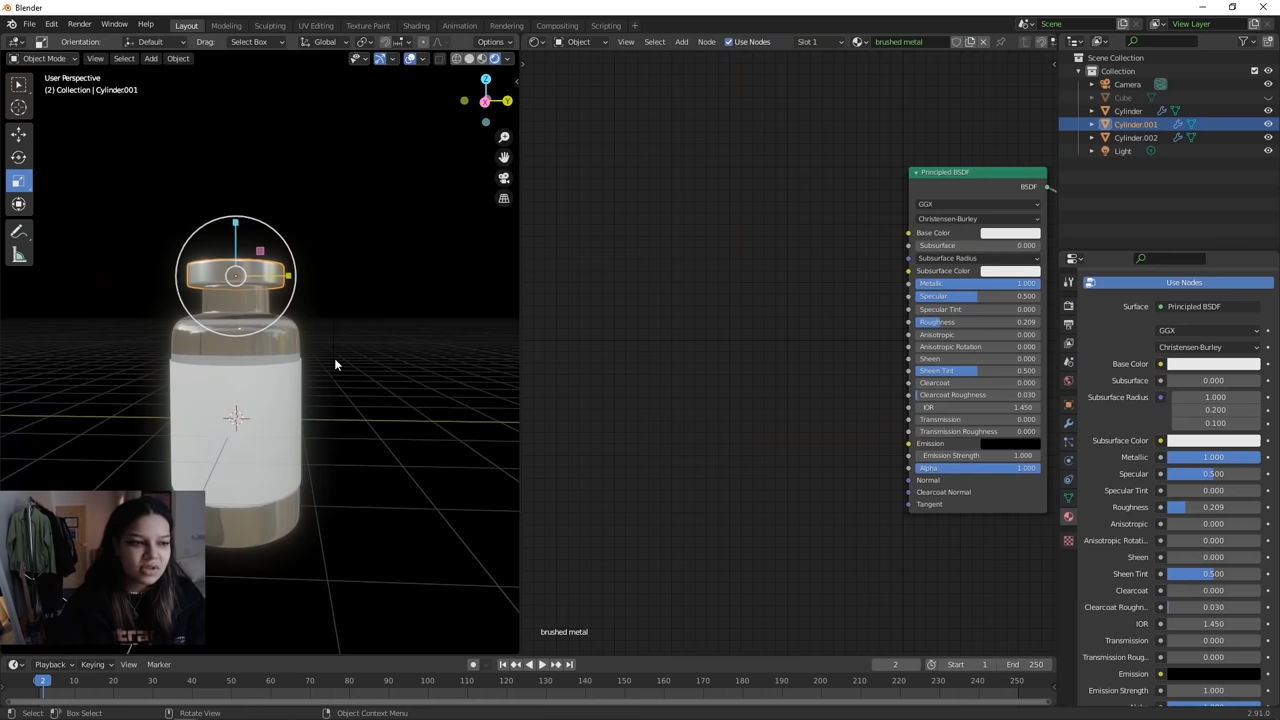 Blender
File Edit Render Window Help Layout Modeling Sculpting UV Editing Texture Paint Shading Animation Rendering Compositing Scripting + Scene View Layer
Orientation: Default Drag: Select Box Global Options Object View Select Add Node Use Nodes Slot 1 brushed metal
Object Mode View Select Add Object
User Perspective
(2) Collection | Cylinder.001
Z
Y
X
Scene Collection
Collection
Camera
Cube
Cylinder
Cylinder.001
Cylinder.002
Light
Principled BSDF
BSDF
GGX
Christensen-Burley
Base Color
Subsurface 0.000
Subsurface Radius
Subsurface Color
Metallic 1.000
Specular 0.500
Specular Tint 0.000
Roughness 0.209
Anisotropic 0.000
Anisotropic Rotation 0.000
Sheen 0.000
Sheen Tint 0.500
Clearcoat 0.000
Clearcoat Roughness 0.030
IOR 1.450
Transmission 0.000
Transmission Roughness 0.000
Emission
Emission Strength 1.000
Alpha 1.000
Normal
Clearcoat Normal
Tangent
brushed metal
Use Nodes
Surface Principled BSDF
GGX
Christensen-Burley
Base Color
Subsurface 0.000
Subsurface Radius 1.000
0.200
0.100
Subsurface Color
Metallic 1.000
Specular 0.500
Specular Tint 0.000
Roughness 0.209
Anisotropic 0.000
Anisotropic Rotati... 0.000
Sheen 0.000
Sheen Tint 0.500
Clearcoat 0.000
Clearcoat Roughn... 0.030
IOR 1.450
Transmission 0.000
Transmission Roug... 0.000
Emission
Emission Strength 1.000
Playback Keying View Marker 2 Start 1 End 250
2 10 20 30 40 50 60 70 80 90 100 110 120 130 140 150 160 170 180 190 200 210 220 230 240 250
Select Box Select Rotate View Object Context Menu 2.91.0